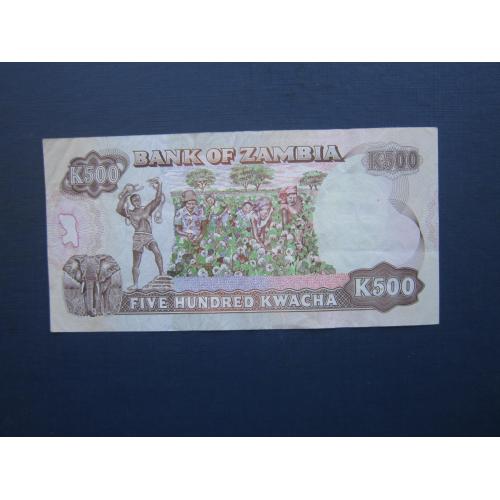 BANK OF ZAMBIA
K500
K500
FIVE HUNDRED KWACHA
K500